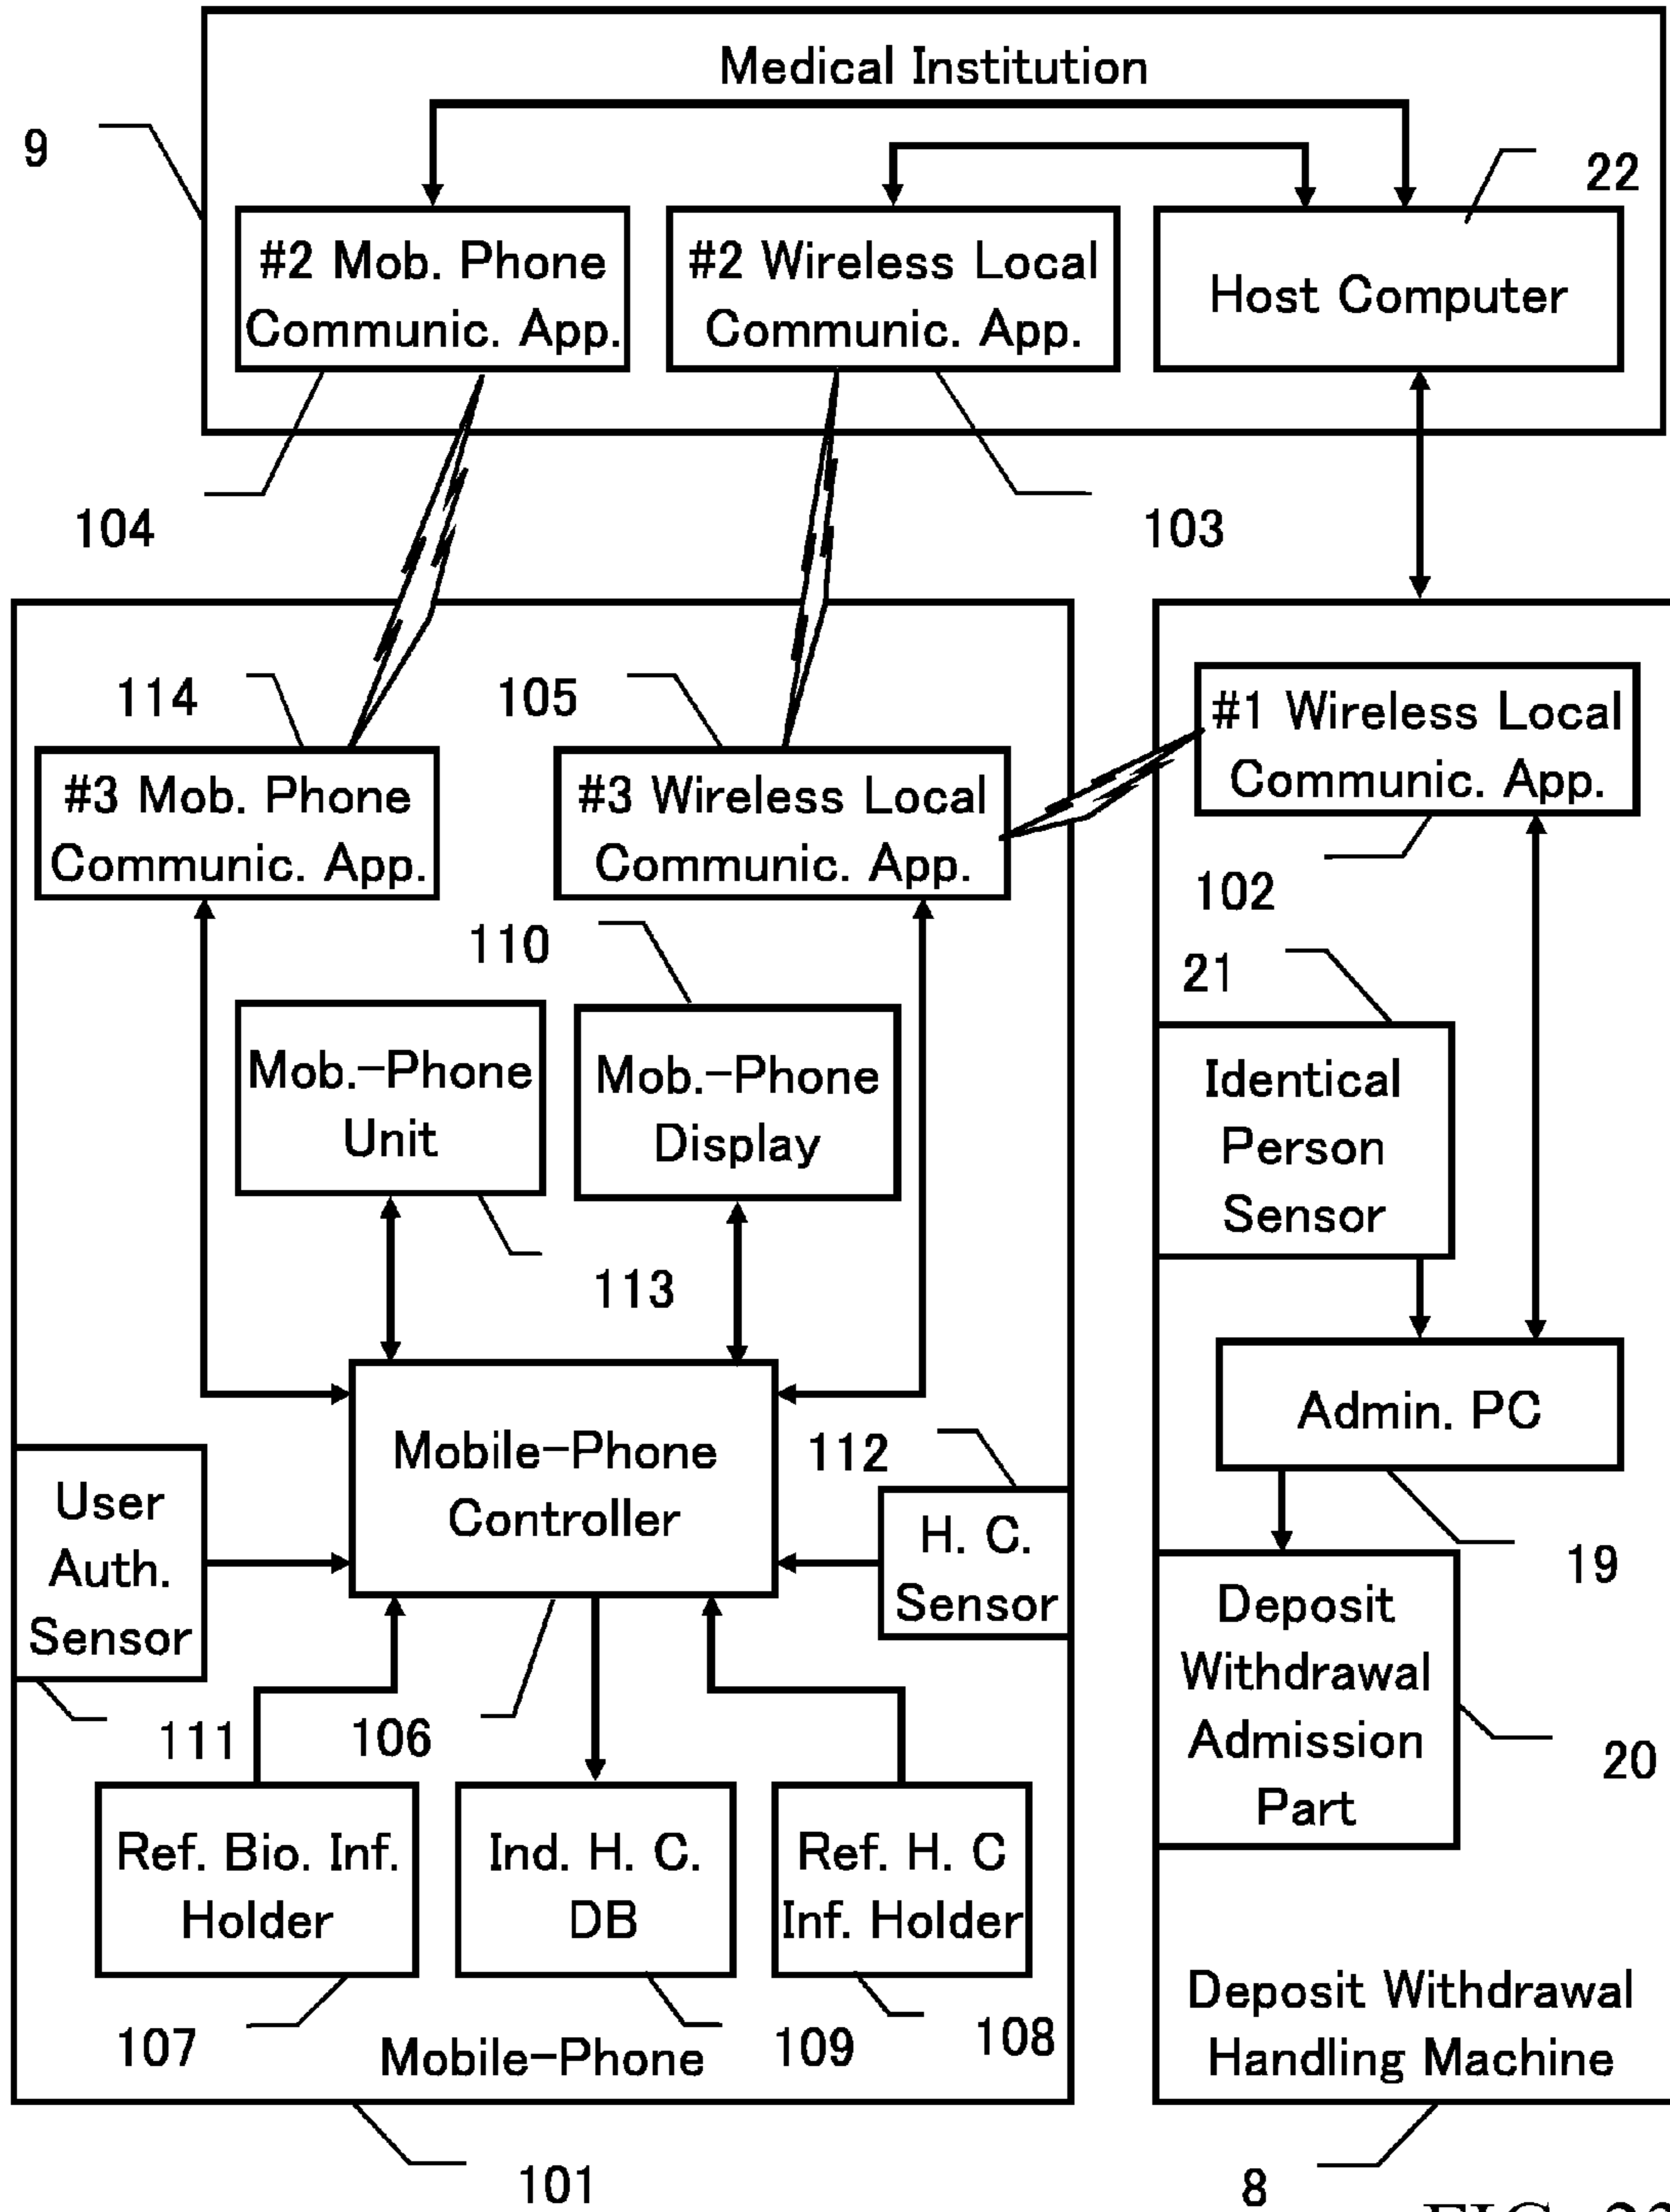 Medical Institution
9
22
#2 Mob. Phone
Communic. App.
#2 Wireless Local
Communic. App.
Host Computer
104
103
114
105
#3 Mob. Phone
Communic. App.
#3 Wireless Local
Communic. App.
#1 Wireless Local
Communic. App.
102
110
21
Mob.-Phone
Unit
Mob.-Phone
Display
Identical
Person
Sensor
113
Mobile-Phone
Controller
112
Admin. PC
User
Auth.
Sensor
H. C.
Sensor
19
Deposit
Withdrawal
Admission
Part
111
106
20
Ref. Bio. Inf.
Holder
Ind. H. C.
DB
Ref. H. C
Inf. Holder
107
109
108
Mobile-Phone
Deposit Withdrawal
Handling Machine
101
8